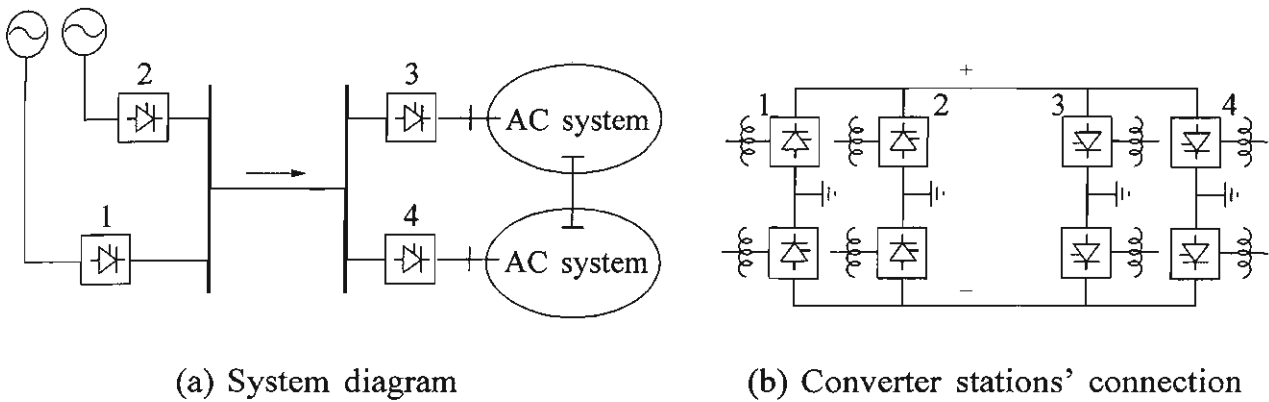 2
3
AC system
1
4
AC system
(a) System diagram
+
1
2
3
4
−
(b) Converter stations' connection